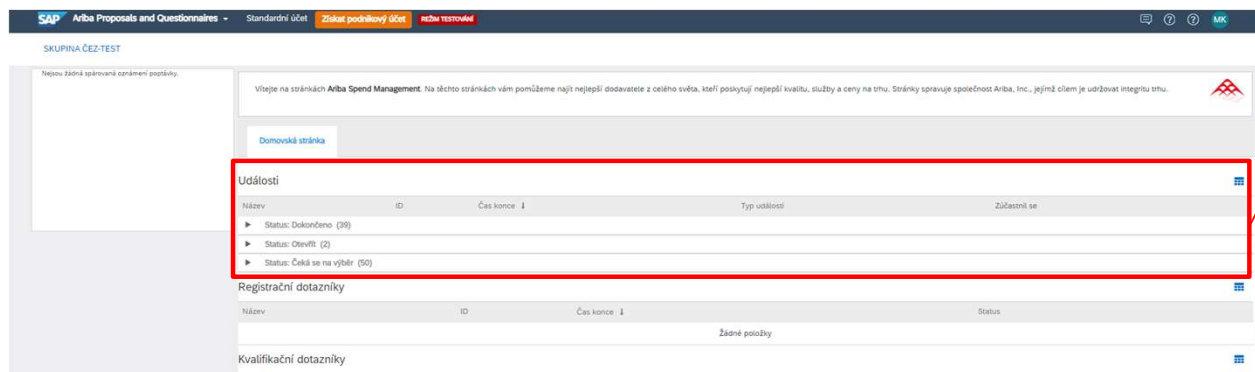 SAP Ariba Proposals and Questionnaires Standardní účet Získat podnikový účet REŽIM TESTOVÁNÍ MK
SKUPINA ČEZ-TEST
Nejsou žádná spárovaná oznámení poptávky.
Vítejte na stránkách Ariba Spend Management. Na těchto stránkách vám pomůžeme najít nejlepší dodavatele z celého světa, kteří poskytují nejlepší kvalitu, služby a ceny na trhu. Stránky spravuje společnost Ariba, Inc., jejímž cílem je udržovat integritu trhu.
Domovská stránka
Události
Název ID Čas konce ↓ Typ události Zúčastnil se
► Status: Dokončeno (39)
► Status: Otevřít (2)
► Status: Čeká se na výběr (50)
Registrační dotazníky
Název ID Čas konce ↓ Status
Žádné položky
Kvalifikační dotazníky